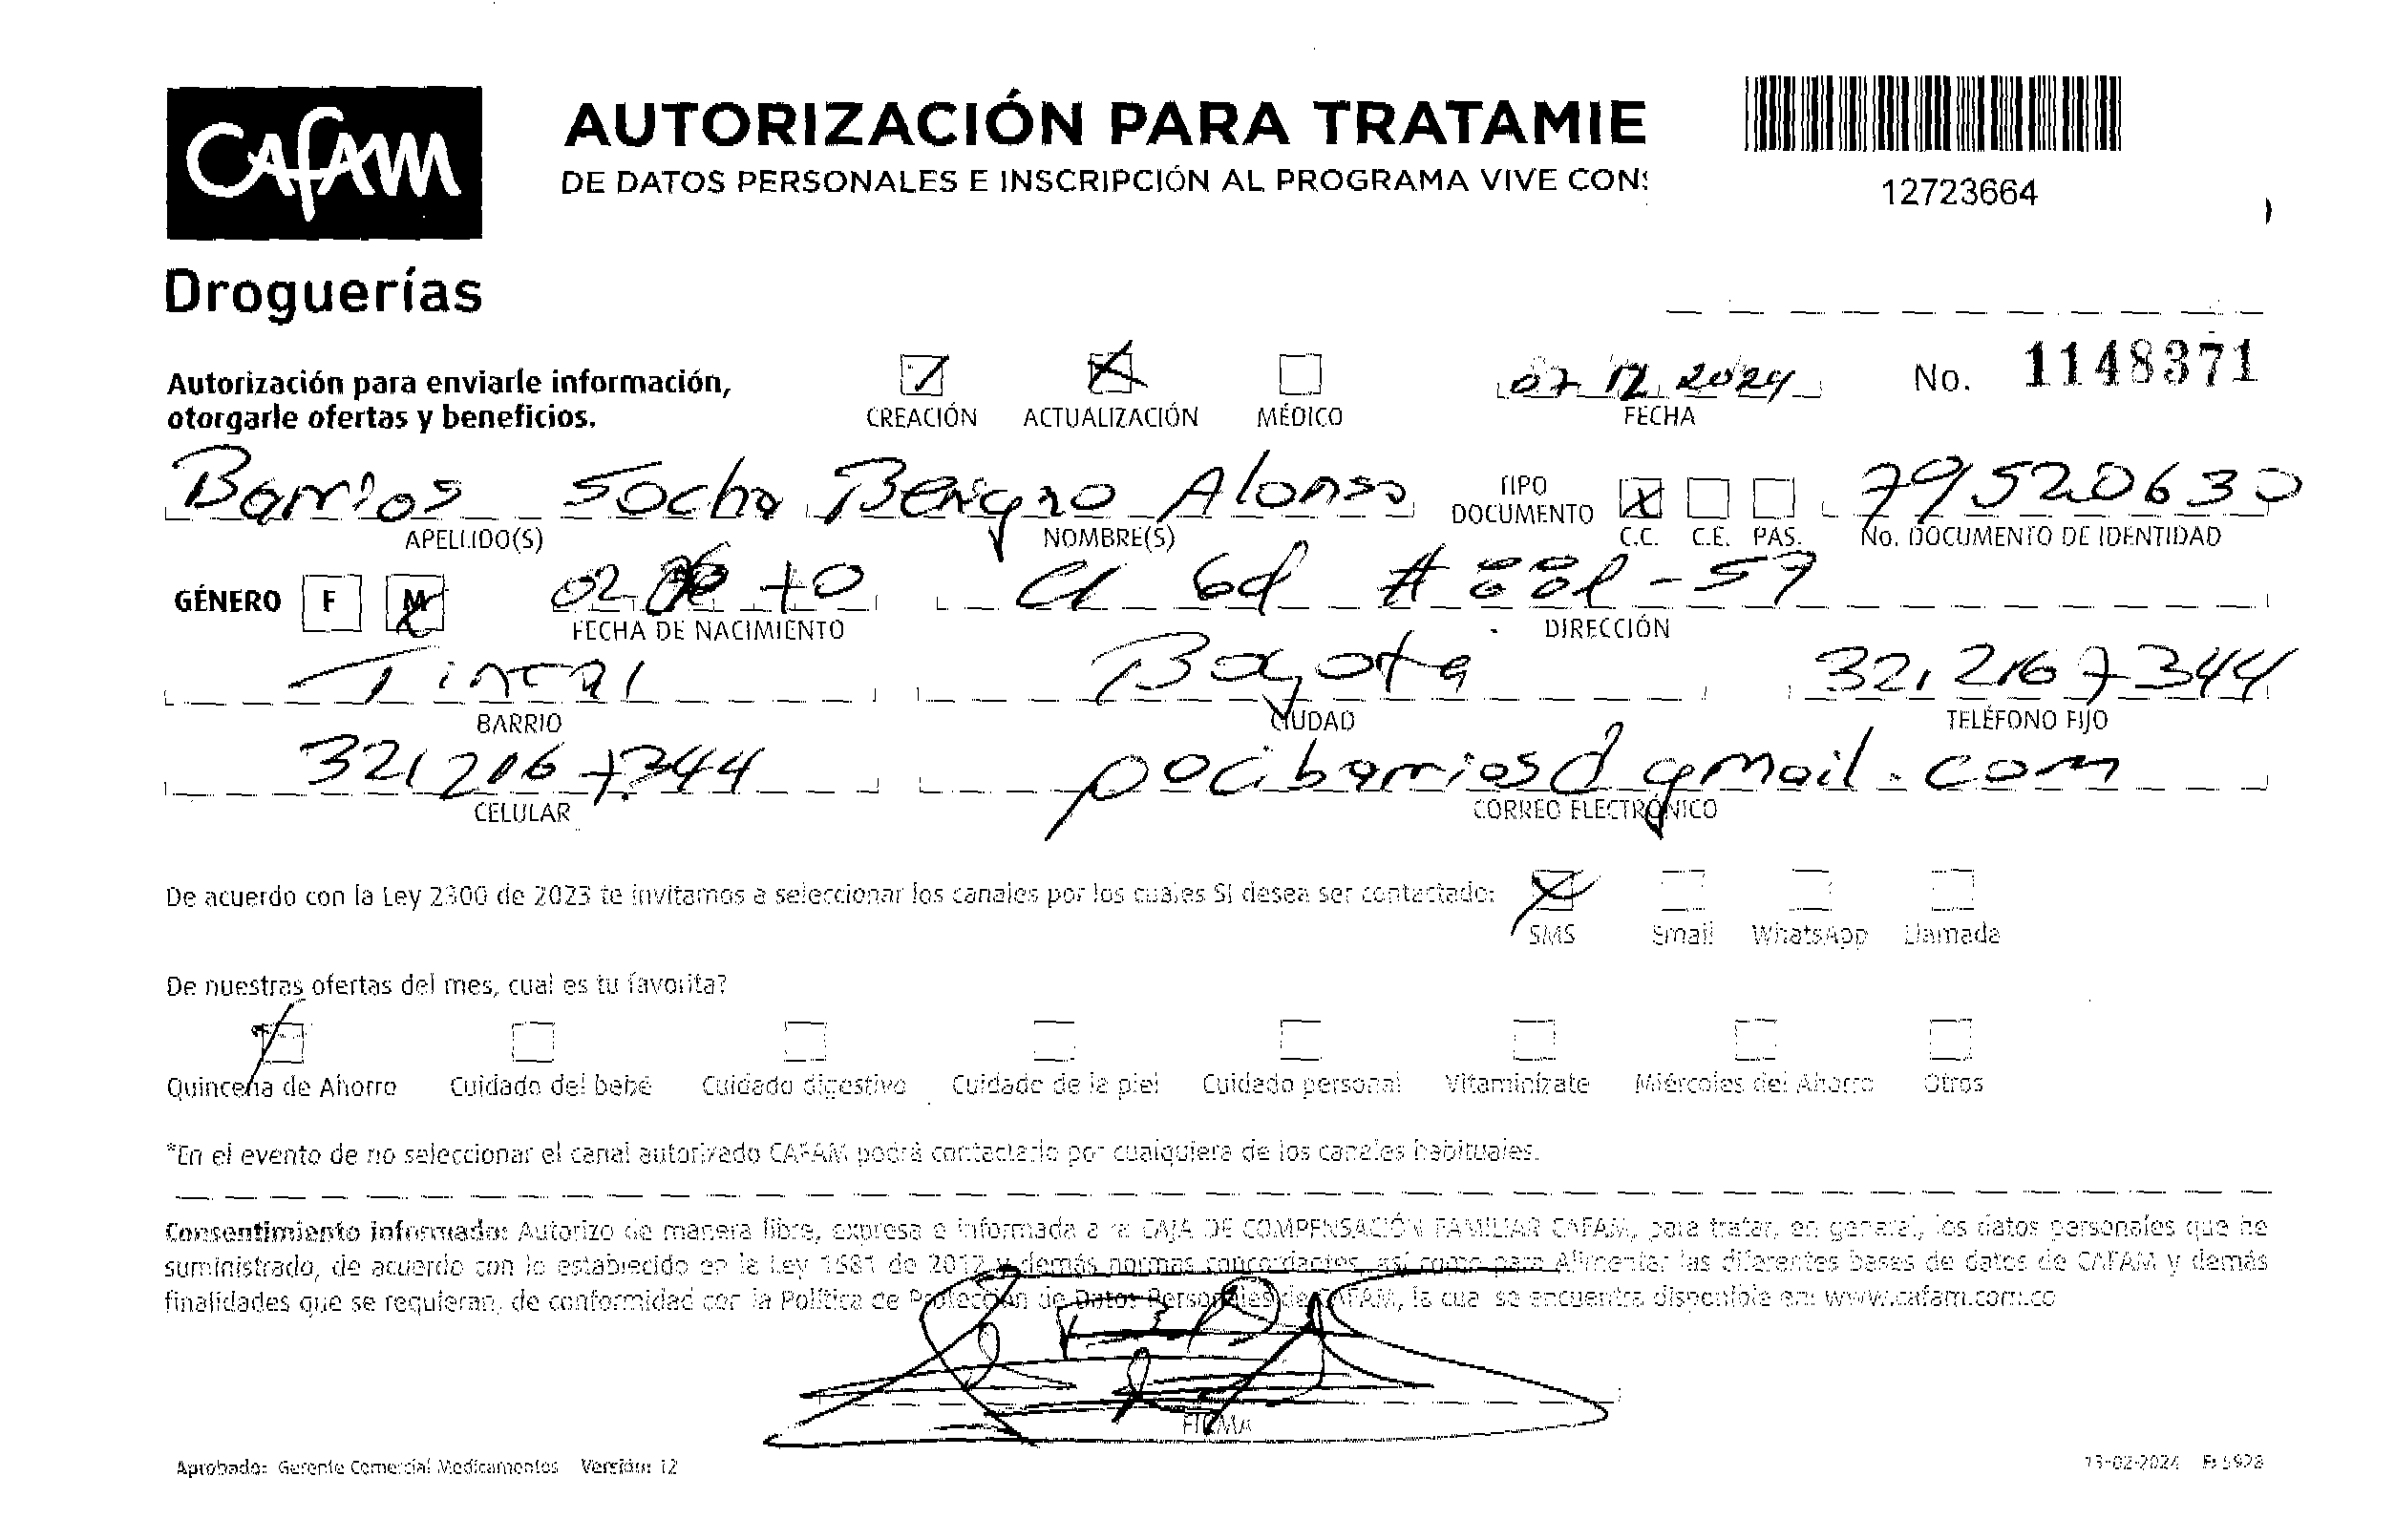 CAFAM
Droguerías
AUTORIZACIÓN PARA TRATAMIE
DE DATOS PERSONALES E INSCRIPCIÓN AL PROGRAMA VIVE CON
12723664
Autorización para enviarle información,
otorgarle ofertas y beneficios.
CREACIÓN ACTUALIZACIÓN MÉDICO
07 12 2024
FECHA
No. 1148371
Barrios Socha Benigno Alonso
APELLIDO(S) NOMBRE(S)
TIPO
DOCUMENTO
C.C. C.E. PAS.
79520630
No. DOCUMENTO DE IDENTIDAD
GÉNERO F M
02 70 Cl 6d # 88 - 57
FECHA DE NACIMIENTO DIRECCIÓN
Tintal Bogota 321 2167344
BARRIO CIUDAD TELÉFONO FIJO
321 2167344
CELULAR CORREO ELECTRÓNICO
De acuerdo con la Ley 2300 de 2023 te invitamos a seleccionar los canales por los cuales SI desea ser contactado:
SMS Email WhatsApp Llamada
De nuestras ofertas del mes, cual es tu favorita?
Quincena de Ahorro Cuidado del bebé Cuidado digestivo Cuidado de la piel Cuidado personal Vitaminízate Miércoles del Ahorro Otros
*En el evento de no seleccionar el canal autorizado CAFAM podrá contactarlo por cualquiera de los canales habituales.
Consentimiento informado: Autorizo de manera libre, expresa e informada a la CAJA DE COMPENSACIÓN FAMILIAR CAFAM, para tratar, en general, los datos personales que he
suministrado, de acuerdo con lo establecido en la Ley 1581 de 2012 y demás normas concordantes, así como para Alimentar las diferentes bases de datos de CAFAM y demás
finalidades que se requieran, de conformidad con la Política de Protección de Datos Personales de CAFAM, la cual se encuentra disponible en: www.cafam.com.co
FIRMA
Aprobado: Gerente Comercial Medicamentos Versión: 12
13-02-2024